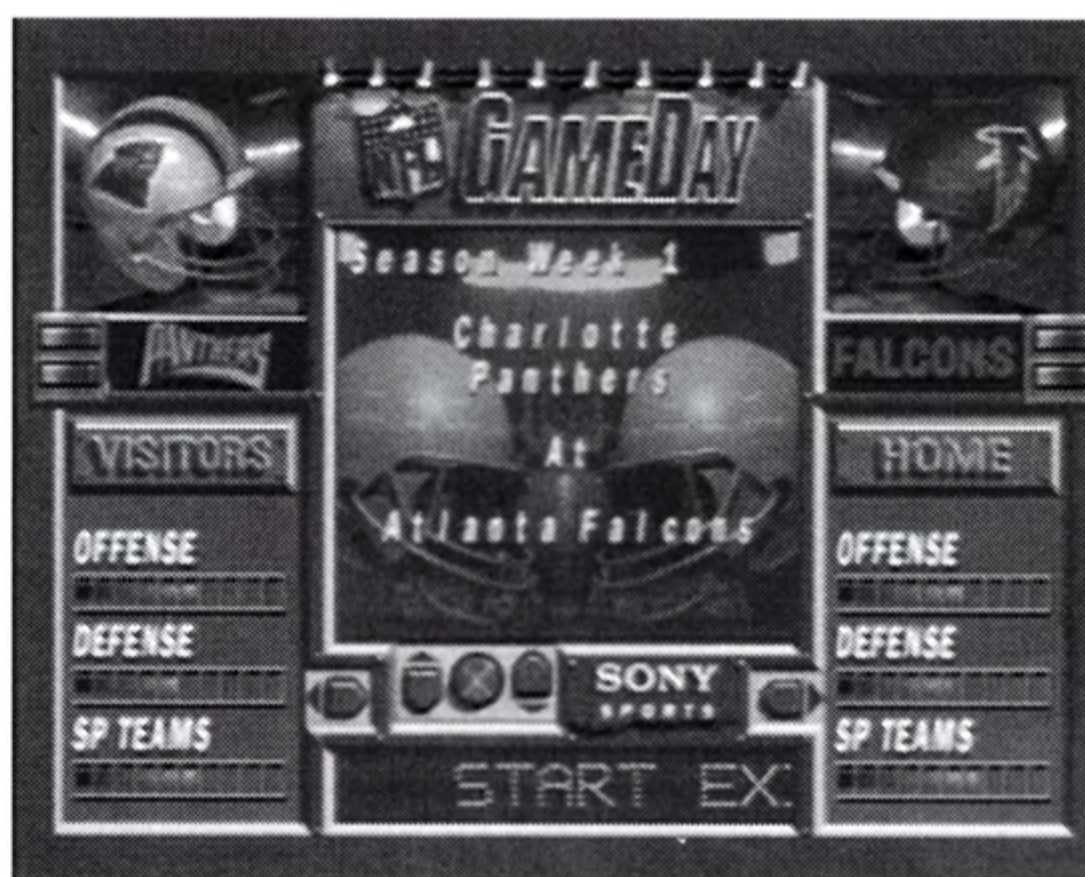 NFL GAMEDAY
Season Week 1
Charlotte
Panthers
At
Atlanta Falcons
PANTHERS
FALCONS
VISITORS
HOME
OFFENSE
DEFENSE
SP TEAMS
OFFENSE
DEFENSE
SP TEAMS
SONY
SPORTS
START EX